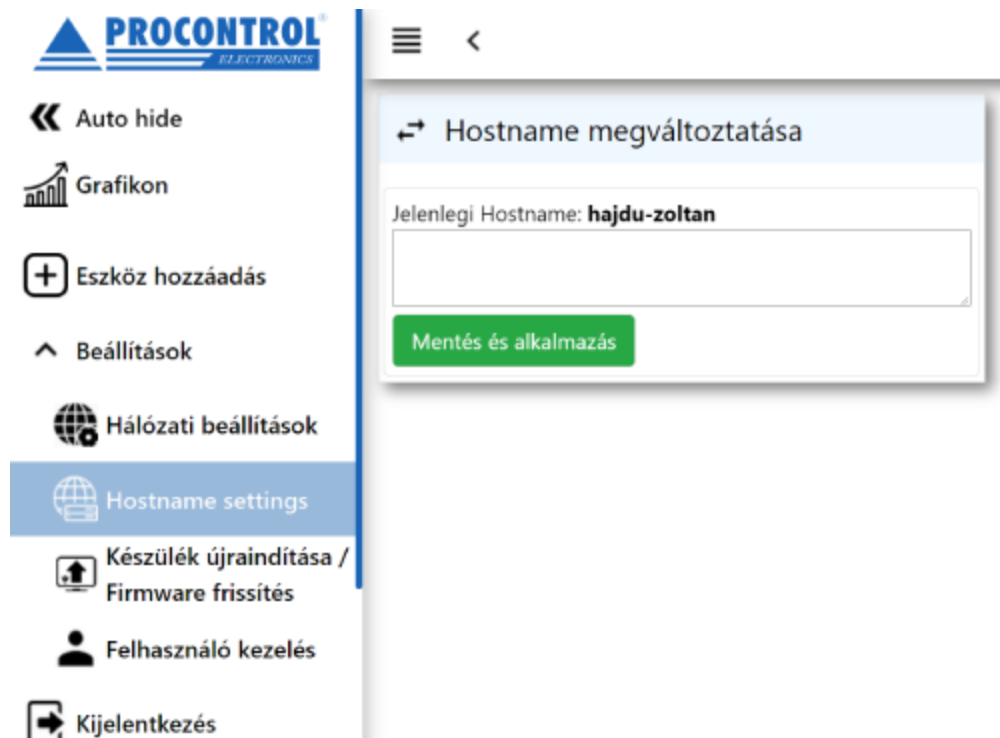 PROCONTROL®
ELECTRONICS
Auto hide
Grafikon
Eszköz hozzáadás
Beállítások
Hálózati beállítások
Hostname settings
Készülék újraindítása /
Firmware frissítés
Felhasználó kezelés
Kijelentkezés
Hostname megváltoztatása
Jelenlegi Hostname: hajdu-zoltan
Mentés és alkalmazás